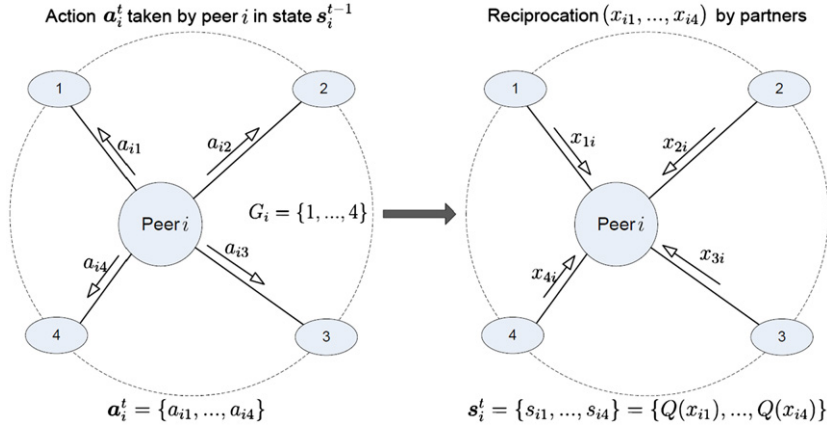 Action a_i^t taken by peer i in state s_i^{t-1}
1
2
a_{i1}
a_{i2}
Peer i
G_i = {1, ..., 4}
a_{i4}
a_{i3}
4
3
a_i^t = {a_{i1}, ..., a_{i4}}
Reciprocation (x_{i1}, ..., x_{i4}) by partners
1
2
x_{1i}
x_{2i}
Peer i
x_{4i}
x_{3i}
4
3
s_i^t = {s_{i1}, ..., s_{i4}} = {Q(x_{i1}), ..., Q(x_{i4})}